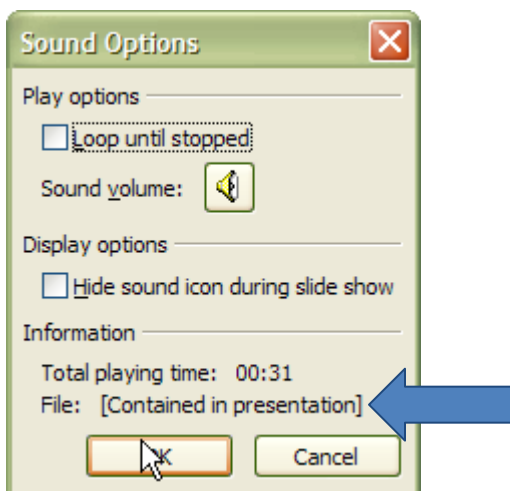 Sound Options
Play options
Loop until stopped
Sound volume:
Display options
Hide sound icon during slide show
Information
Total playing time: 00:31
File: [Contained in presentation]
OK Cancel